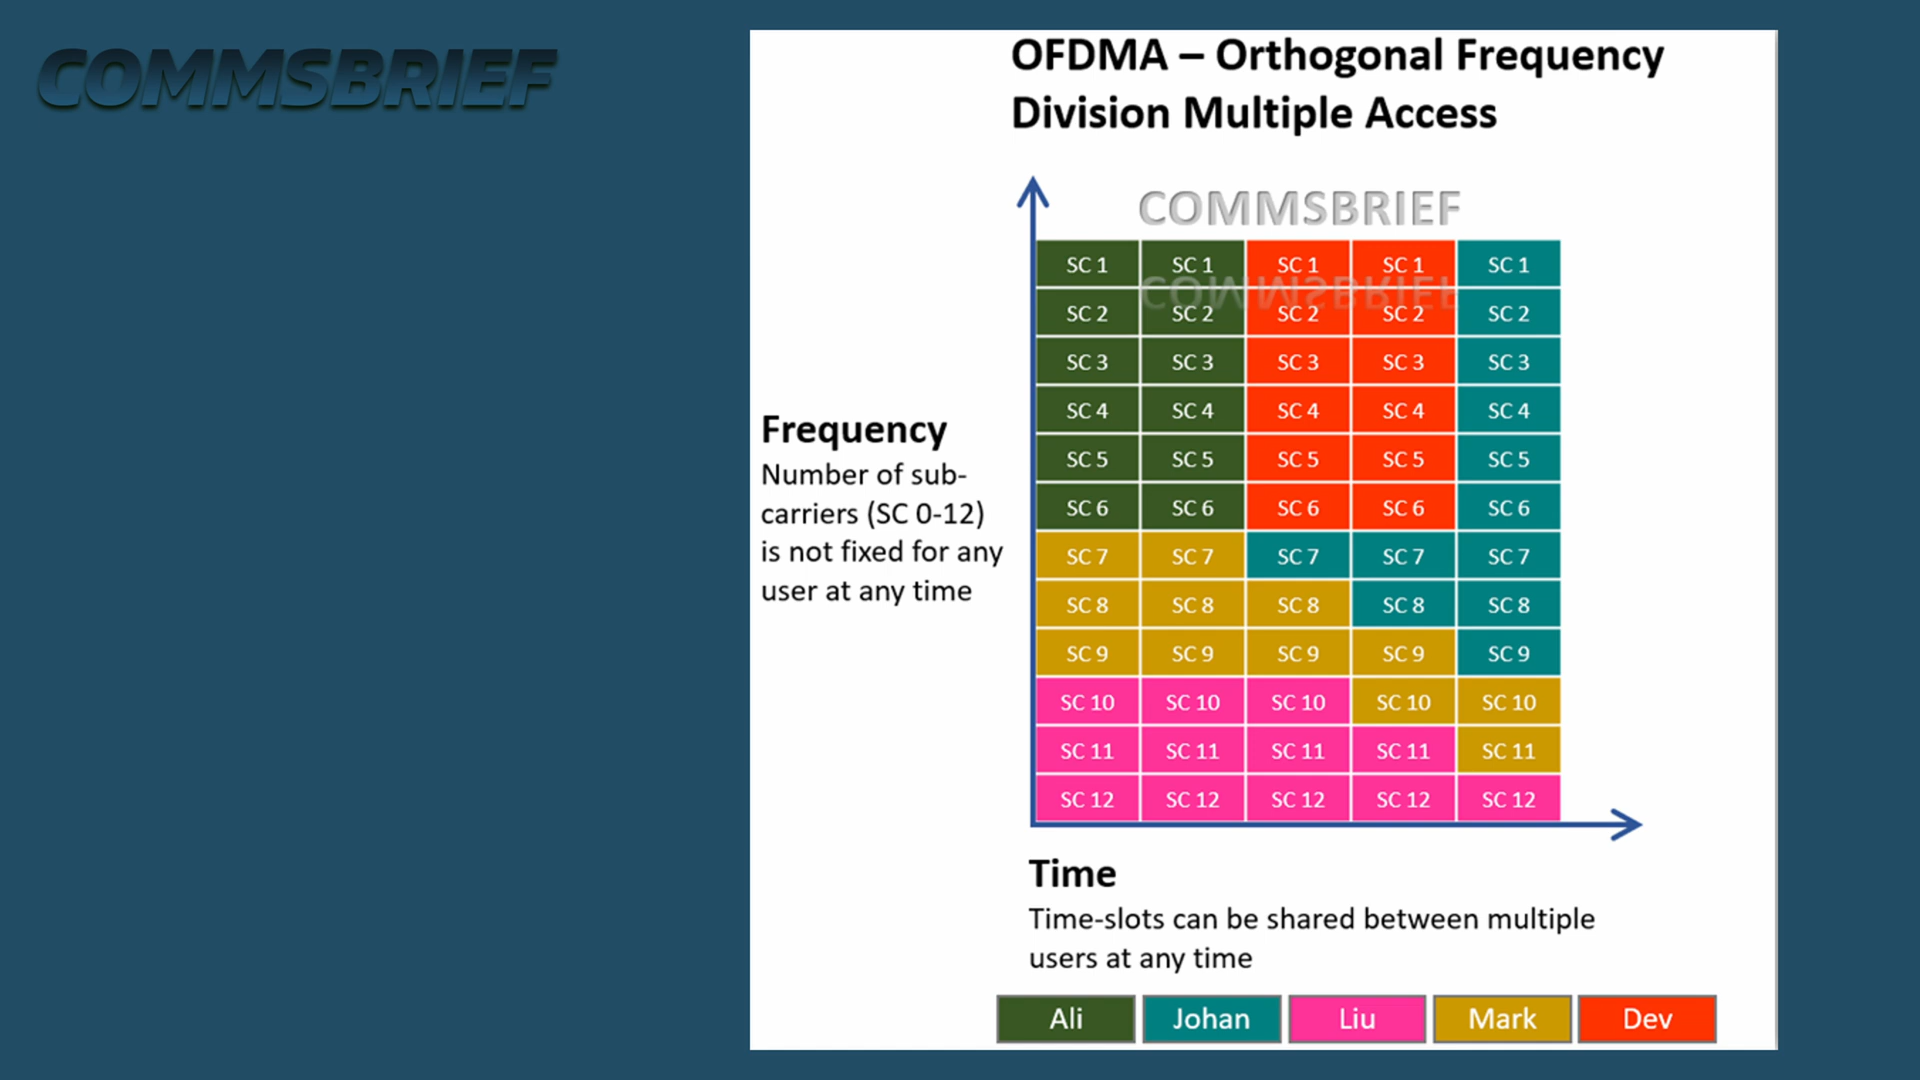 COMMSBRIEF
OFDMA – Orthogonal Frequency
Division Multiple Access
COMMSBRIEF
SC 1 SC 1 SC 1 SC 1 SC 1
COMMSBRIEF
SC 2 SC 2 SC 2 SC 2 SC 2
SC 3 SC 3 SC 3 SC 3 SC 3
SC 4 SC 4 SC 4 SC 4 SC 4
SC 5 SC 5 SC 5 SC 5 SC 5
SC 6 SC 6 SC 6 SC 6 SC 6
SC 7 SC 7 SC 7 SC 7 SC 7
SC 8 SC 8 SC 8 SC 8 SC 8
SC 9 SC 9 SC 9 SC 9 SC 9
SC 10 SC 10 SC 10 SC 10 SC 10
SC 11 SC 11 SC 11 SC 11 SC 11
SC 12 SC 12 SC 12 SC 12 SC 12
Frequency
Number of sub-
carriers (SC 0-12)
is not fixed for any
user at any time
Time
Time-slots can be shared between multiple
users at any time
Ali Johan Liu Mark Dev